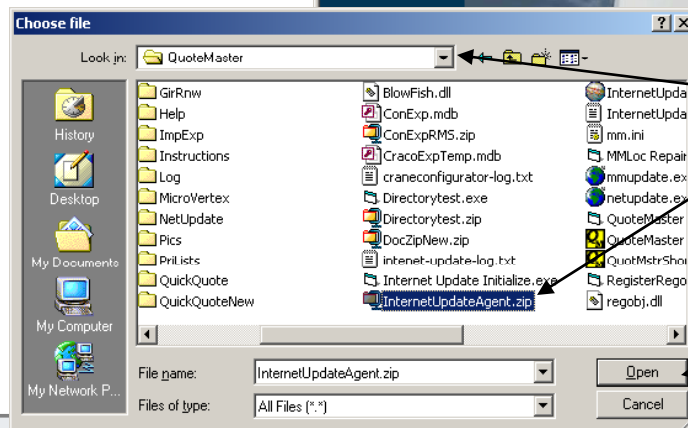 Choose file
Look in: QuoteMaster
History
Desktop
My Documents
My Computer
My Network P...
GirRnw
Help
ImpExp
Instructions
Log
MicroVertex
NetUpdate
Pics
PriLists
QuickQuote
QuickQuoteNew
BlowFish.dll
ConExp.mdb
ConExpRMS.zip
CracoExpTemp.mdb
craneconfigurator-log.txt
Directorytest.exe
Directorytest.zip
DocZipNew.zip
intenet-update-log.txt
Internet Update Initialize.exe
InternetUpdateAgent.zip
InternetUpda
InternetUpda
mm.ini
MMLoc Repair
mmupdate.ex
netupdate.ex
QuoteMaster
QuoteMaster
QuotMstrShou
RegisterRego
regobj.dll
File name: InternetUpdateAgent.zip Open
Files of type: All Files (*.*) Cancel